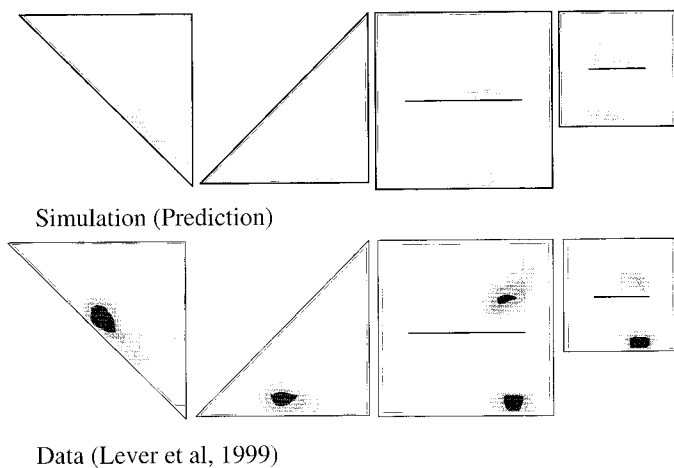 Simulation (Prediction)
Data (Lever et al, 1999)